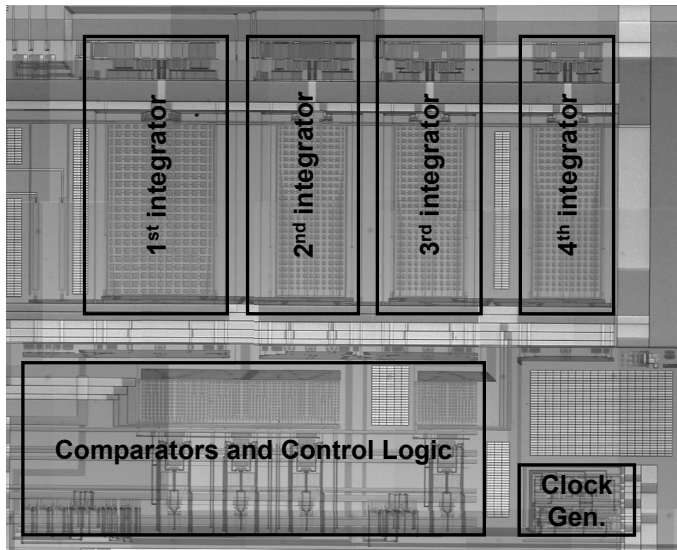 1st integrator
2nd integrator
3rd integrator
4th integrator
Comparators and Control Logic
Clock
Gen.